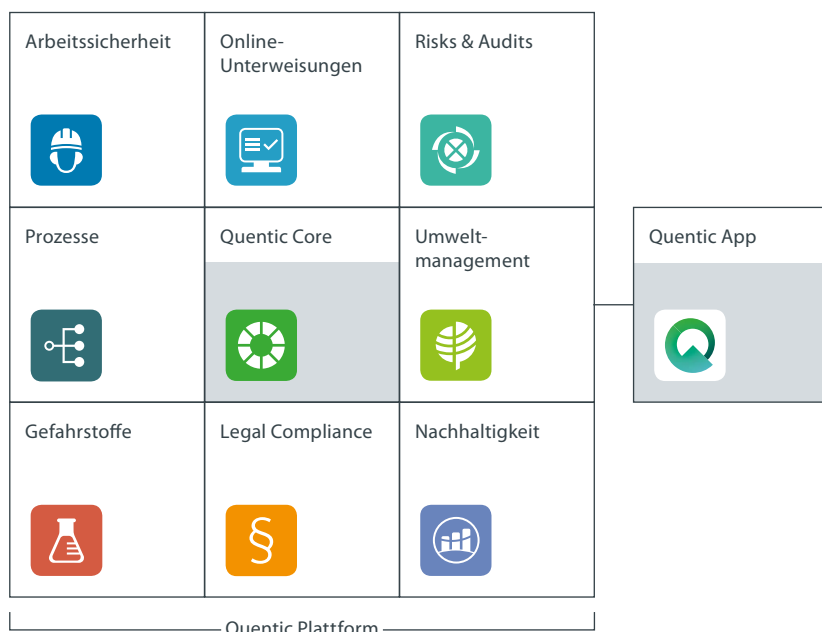 Arbeitssicherheit
Online-
Unterweisungen
Risks & Audits
Prozesse
Quentic Core
Umwelt-
management
Quentic App
Gefahrstoffe
Legal Compliance
Nachhaltigkeit
§
Quentic Plattform